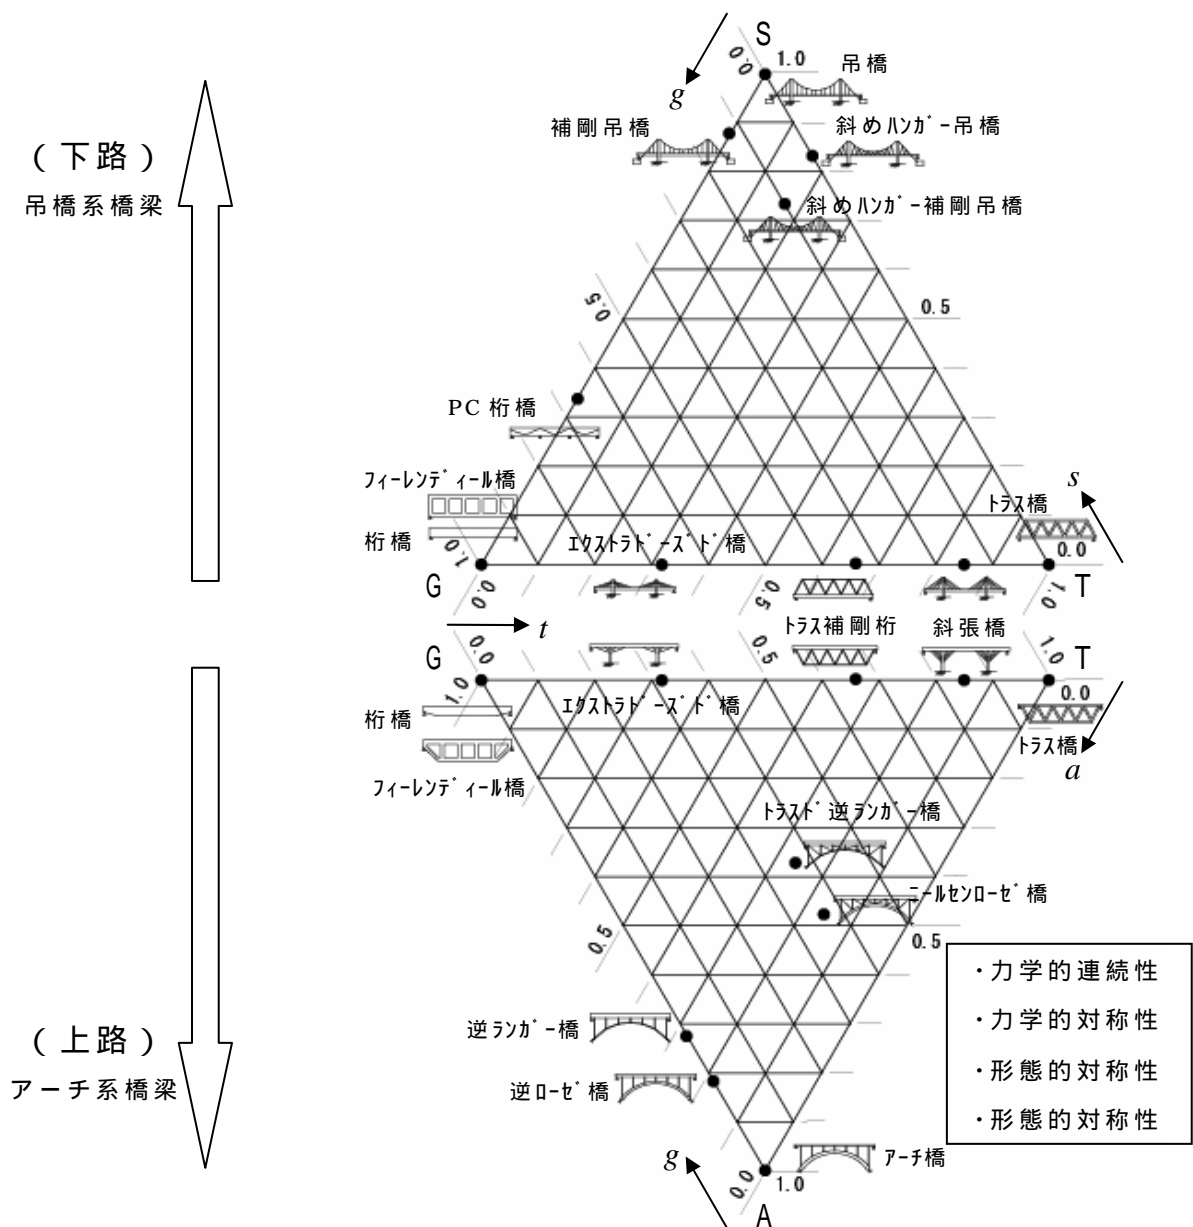 S
0.0
1.0
吊橋
g
補剛吊橋
斜めﾊﾝｶﾞｰ吊橋
(下路)
吊橋系橋梁
斜めﾊﾝｶﾞｰ補剛吊橋
0.5
0.5
PC桁橋
ﾌｨｰﾚﾝﾃﾞｨｰﾙ橋
s
ﾄﾗｽ橋
桁橋
1.0
ｴｸｽﾄﾗﾄﾞｰｽﾞﾄﾞ橋
0.0
G
0.0
0.5
1.0
T
t
ﾄﾗｽ補剛桁
斜張橋
G
0.0
0.5
1.0
T
1.0
0.0
桁橋
ｴｸｽﾄﾗﾄﾞｰｽﾞﾄﾞ橋
ﾄﾗｽ橋
a
ﾌｨｰﾚﾝﾃﾞｨｰﾙ橋
ﾄﾗｽﾄﾞ逆ランガー橋
ﾆｰﾙｾﾝﾛｰｾﾞ橋
0.5
0.5
・力学的連続性
・力学的対称性
・形態的対称性
・形態的対称性
逆ﾗﾝｶﾞｰ橋
(上路)
アーチ系橋梁
逆ﾛｰｾﾞ橋
g
ｱｰﾁ橋
0.0
1.0
A